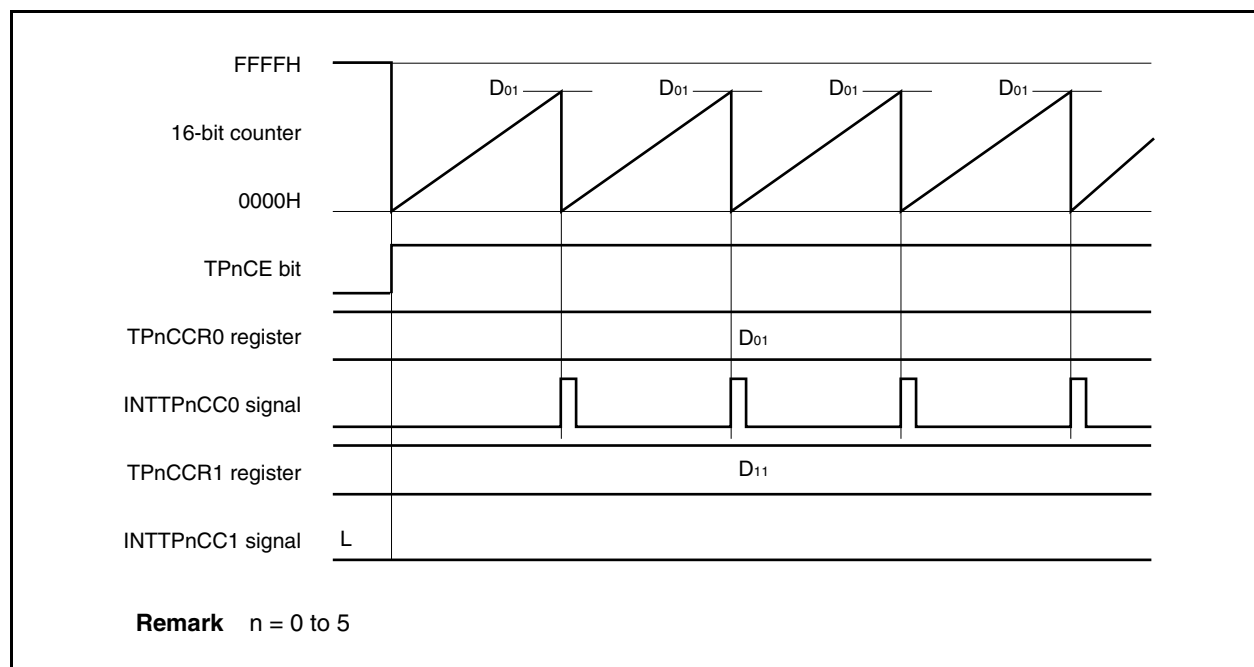 FFFFH
D01 D01 D01 D01
16-bit counter
0000H
TPnCE bit
TPnCCR0 register
D01
INTTPnCC0 signal
TPnCCR1 register
D11
INTTPnCC1 signal
L
Remark n = 0 to 5